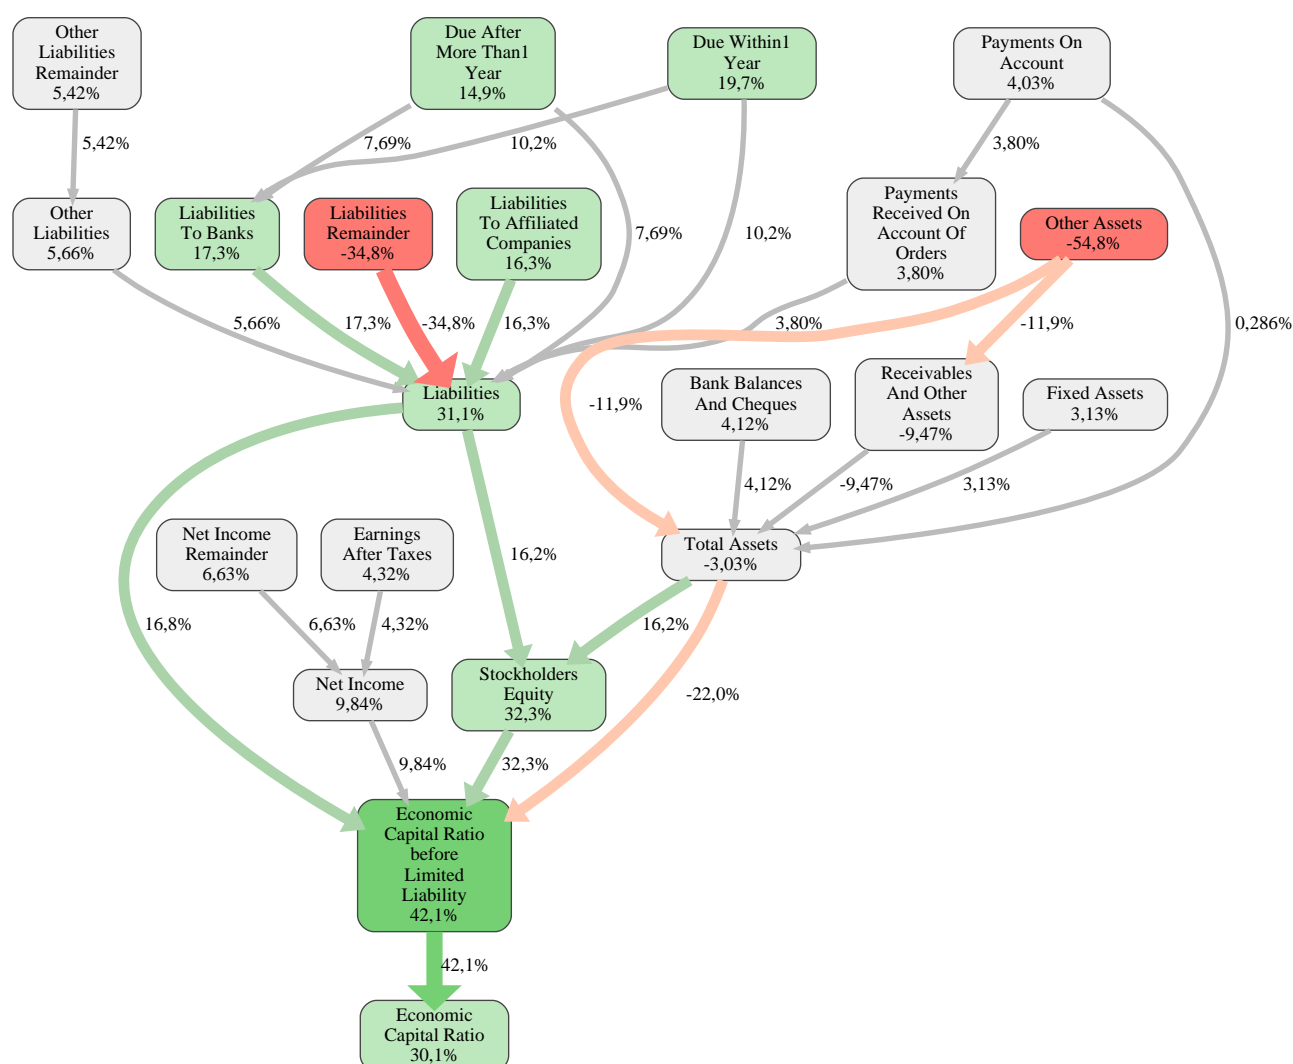 Other
Liabilities
Remainder
5,42%
Due After
More Than1
Year
14,9%
Due Within1
Year
19,7%
Payments On
Account
4,03%
5,42%
7,69%
10,2%
3,80%
Other
Liabilities
5,66%
Liabilities
To Banks
17,3%
Liabilities
Remainder
-34,8%
Liabilities
To Affiliated
Companies
16,3%
7,69%
10,2%
Payments
Received On
Account Of
Orders
3,80%
Other Assets
-54,8%
5,66%
17,3%
-34,8%
16,3%
3,80%
-11,9%
0,286%
Liabilities
31,1%
-11,9%
Bank Balances
And Cheques
4,12%
Receivables
And Other
Assets
-9,47%
Fixed Assets
3,13%
4,12%
-9,47%
3,13%
Net Income
Remainder
6,63%
Earnings
After Taxes
4,32%
16,2%
Total Assets
-3,03%
16,8%
6,63%
4,32%
16,2%
Net Income
9,84%
Stockholders
Equity
32,3%
-22,0%
9,84%
32,3%
Economic
Capital Ratio
before
Limited
Liability
42,1%
42,1%
Economic
Capital Ratio
30,1%